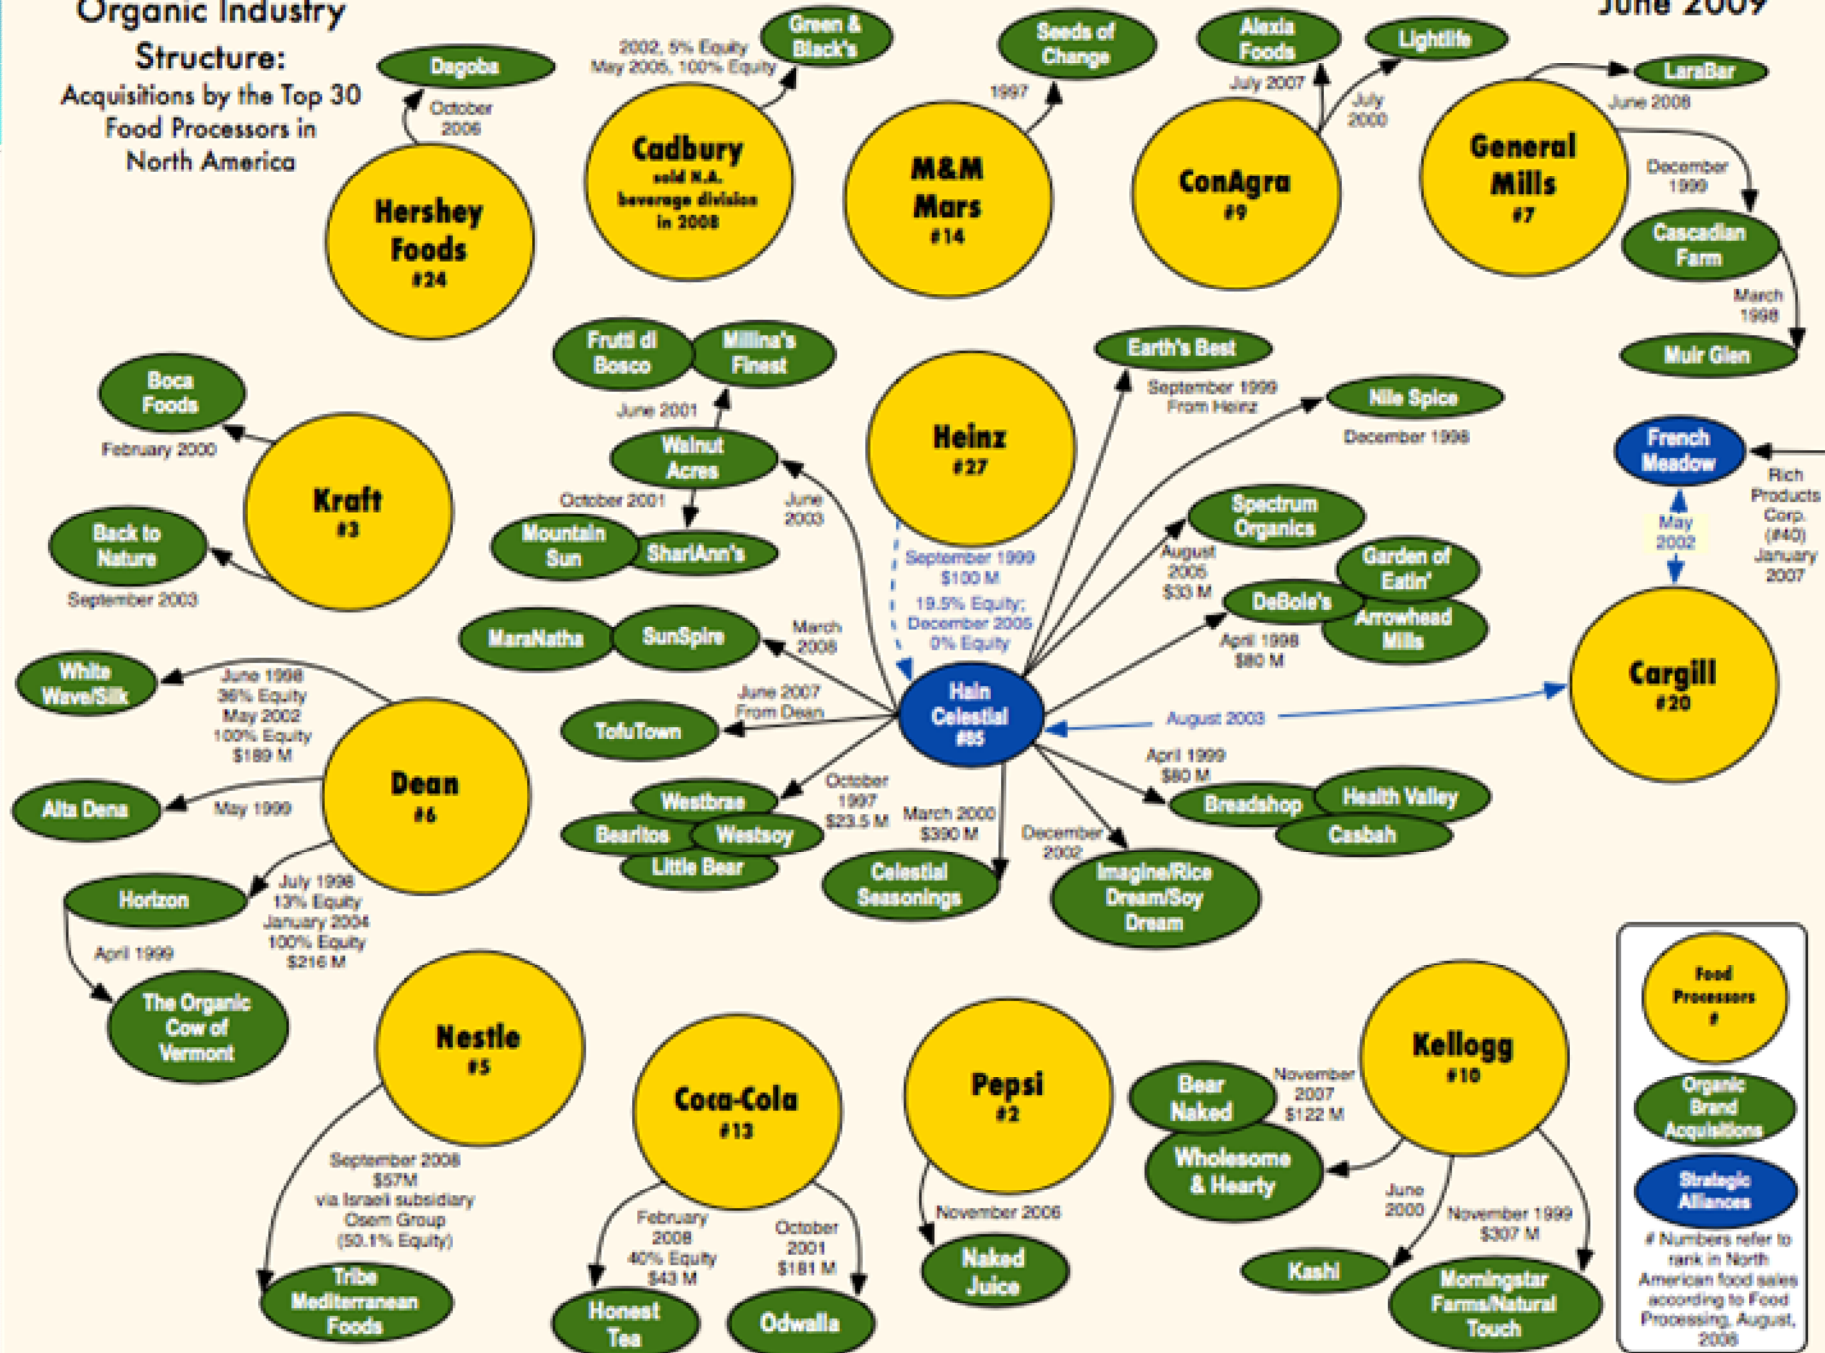 Organic Industry
Structure:
Acquisitions by the Top 30
Food Processors in
North America
June 2009
Dagoba
October
2006
Hershey
Foods
#24
2002, 5% Equity
May 2005, 100% Equity
Green &
Black's
Cadbury
sold N.A.
beverage division
in 2008
Seeds of
Change
1997
M&M
Mars
#14
Alexia
Foods
July 2007
Lightlife
July
2000
ConAgra
#9
LaraBar
June 2008
General
Mills
#7
December
1999
Cascadian
Farm
March
1998
Muir Glen
Boca
Foods
February 2000
Kraft
#3
Back to
Nature
September 2003
Frutti di
Bosco
Millina's
Finest
June 2001
Walnut
Acres
October 2001
Mountain
Sun
ShariAnn's
June
2003
Heinz
#27
September 1999
$100 M
19.5% Equity;
December 2005
0% Equity
Earth's Best
September 1999
From Heinz
Nile Spice
December 1998
Spectrum
Organics
August
2005
$33 M
Garden of
Eatin'
DeBole's
Arrowhead
Mills
April 1998
$80 M
French
Meadow
Rich
Products
Corp.
(#40)
January
2007
May
2002
Cargill
#20
MaraNatha
SunSpire
March
2008
TofuTown
June 2007
From Dean
Hain
Celestial
#85
August 2003
White
Wave/Silk
June 1998
36% Equity
May 2002
100% Equity
$189 M
Dean
#6
Alta Dena
May 1999
Horizon
July 1998
13% Equity
January 2004
100% Equity
$216 M
April 1999
The Organic
Cow of
Vermont
Westbrae
Bearitos
Westsoy
Little Bear
October
1997
$23.5 M
March 2000
$390 M
Celestial
Seasonings
December
2002
Imagine/Rice
Dream/Soy
Dream
April 1999
$80 M
Breadshop
Health Valley
Casbah
Nestle
#5
September 2008
$57M
via Israeli subsidiary
Osem Group
(50.1% Equity)
Tribe
Mediterranean
Foods
Coca-Cola
#13
February
2008
40% Equity
$43 M
Honest
Tea
October
2001
$181 M
Odwalla
Pepsi
#2
November 2006
Naked
Juice
Kellogg
#10
Bear
Naked
November
2007
$122 M
Wholesome
& Hearty
June
2000
Kashi
November 1999
$307 M
Morningstar
Farms/Natural
Touch
Food
Processors
#
Organic
Brand
Acquisitions
Strategic
Alliances
# Numbers refer to
rank in North
American food sales
according to Food
Processing, August,
2008